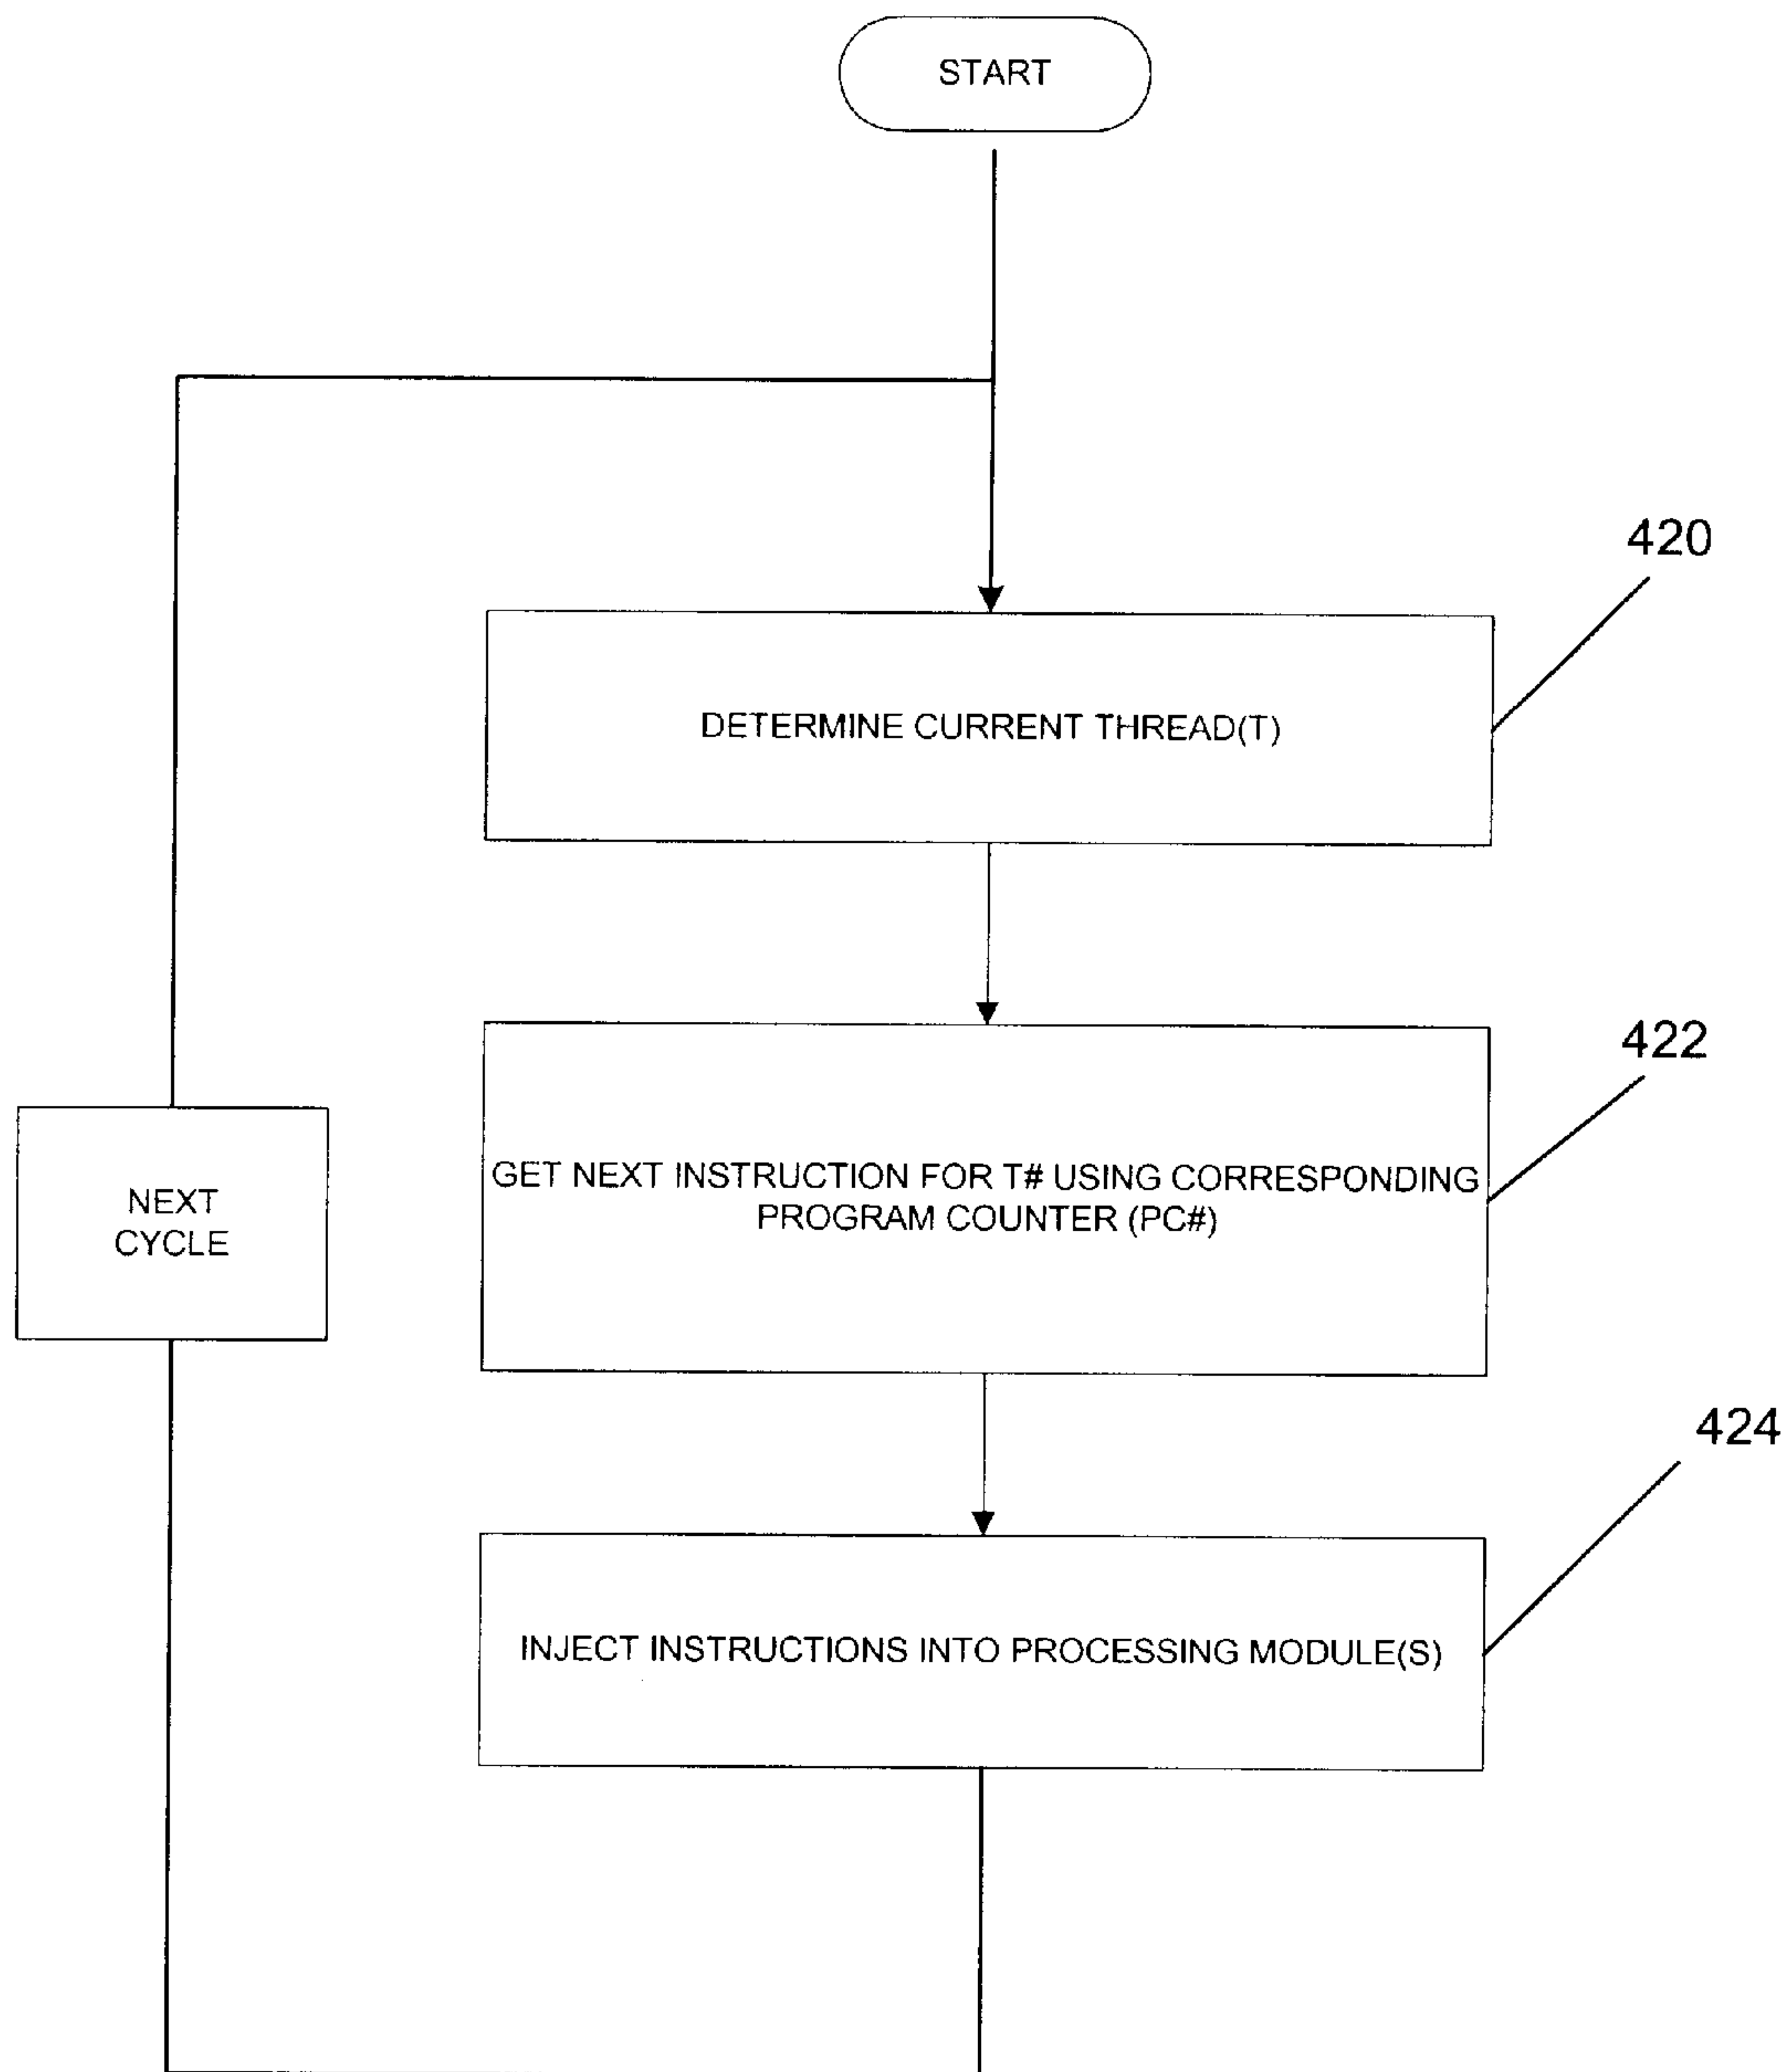 START
420
DETERMINE CURRENT THREAD(T)
422
GET NEXT INSTRUCTION FOR T# USING CORRESPONDING
PROGRAM COUNTER (PC#)
NEXT
CYCLE
424
INJECT INSTRUCTIONS INTO PROCESSING MODULE(S)